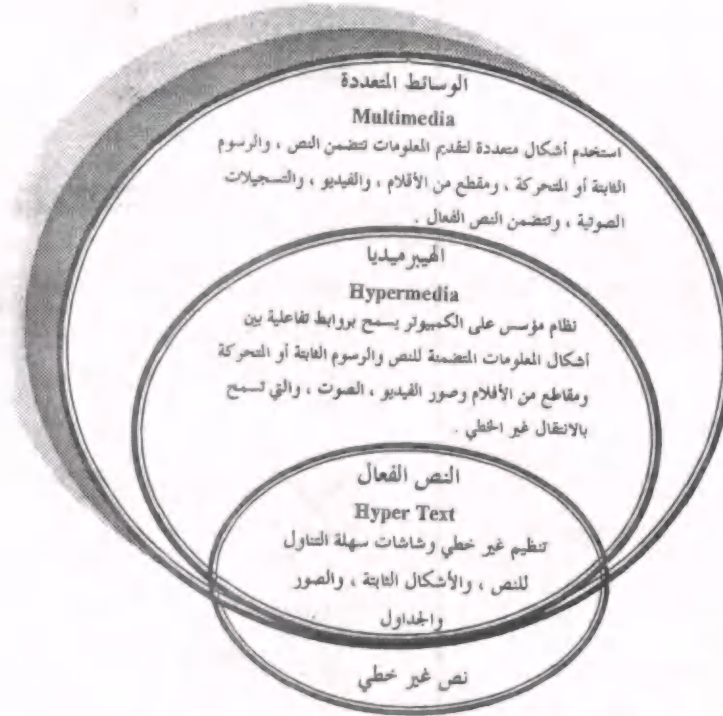 الوسائط المتعددة
Multimedia
استخدم أشكال متعددة لتقديم المعلومات تتضمن النص ، والرسوم
الثابتة أو المتحركة ، ومقطع من الأقلام ، والفيديو ، والتسجيلات
الصوتية ، وتتضمن النص الفعال .
الهيبرميديا
Hypermedia
نظام مؤسس على الكمبيوتر يسمح بروابط تفاعلية بين
أشكال المعلومات المتضمنة للنص والرسوم الثابتة أو المتحركة
ومقاطع من الأفلام وصور الفيديو ، الصوت ، والتي تسمح
بالانتقال غير الخطي .
النص الفعال
Hyper Text
تنظيم غير خطي وشاشات سهلة التناول
للنص ، والأشكال الثابتة ، والصور
والجداول
نص غير خطي